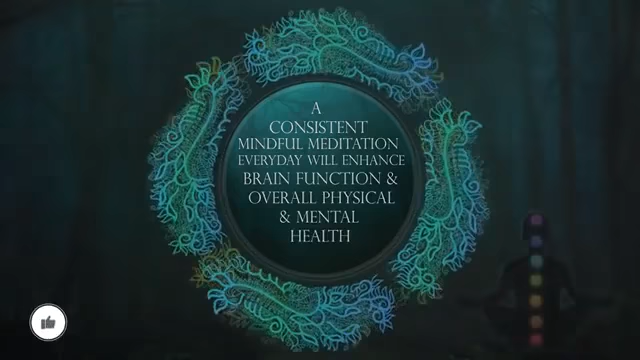 A
CONSISTENT
MINDFUL MEDITATION
EVERYDAY WILL ENHANCE
BRAIN FUNCTION &
OVERALL PHYSICAL
& MENTAL
HEALTH